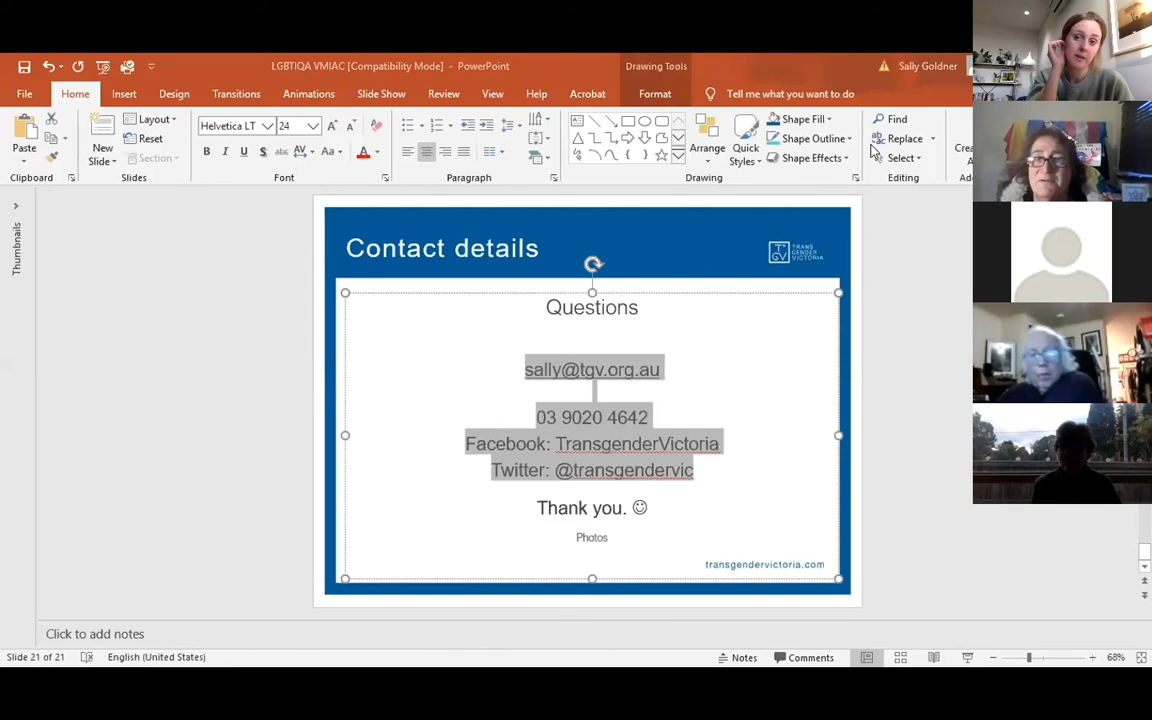 LGBTIQA VMIAC [Compatibility Mode] - PowerPoint
Drawing Tools
Sally Goldner
File Home Insert Design Transitions Animations Slide Show Review View Help Acrobat Format Tell me what you want to do
Paste
Clipboard
New
Slide
Layout
Reset
Section
Slides
Helvetica LT 24
B I U S abc AV Aa A
Font
Paragraph
Arrange
Quick
Styles
Shape Fill
Shape Outline
Shape Effects
Drawing
Find
Replace
Select
Editing
Thumbnails
Contact details
TGV
TRANS
GENDER
VICTORIA
Questions
sally@tgv.org.au
03 9020 4642
Facebook: TransgenderVictoria
Twitter: @transgendervic
Thank you. ☺
Photos
transgendervictoria.com
Click to add notes
Slide 21 of 21 English (United States) Notes Comments 68%